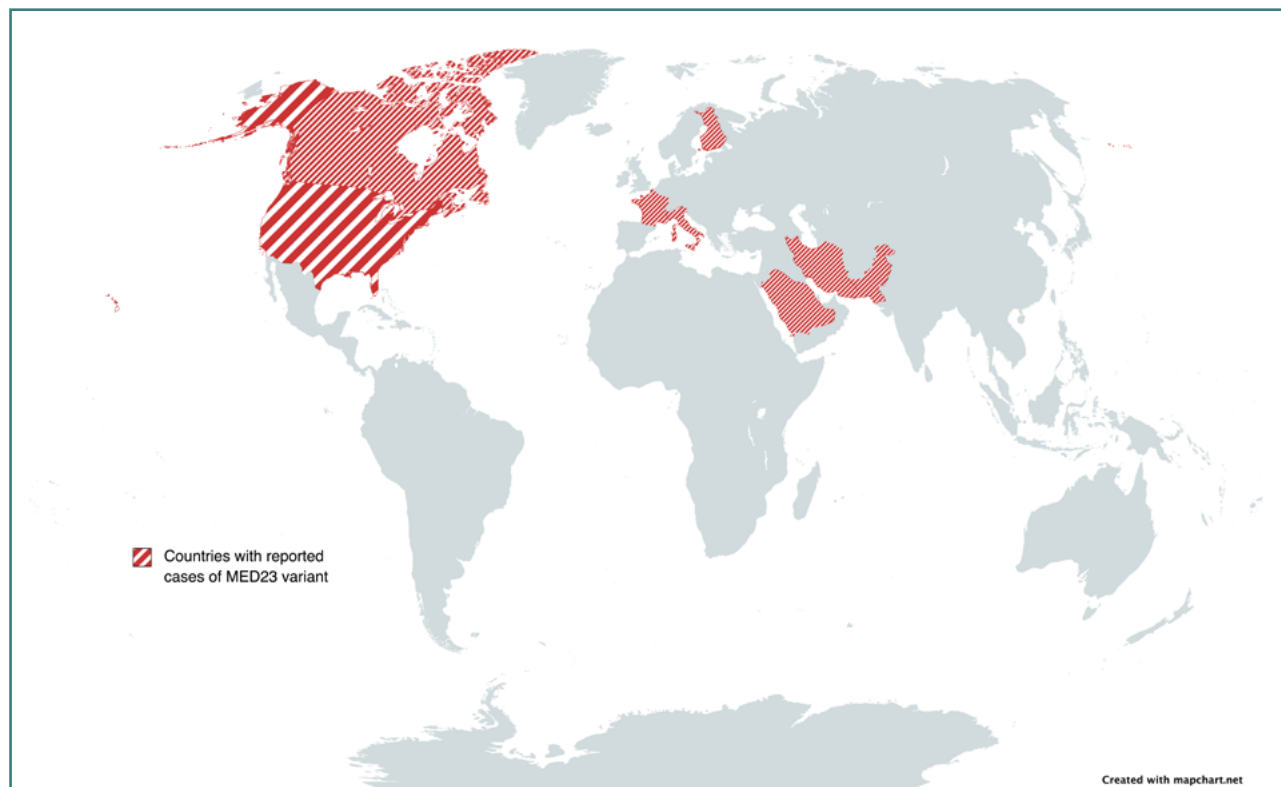 Countries with reported
cases of MED23 variant
Created with mapchart.net